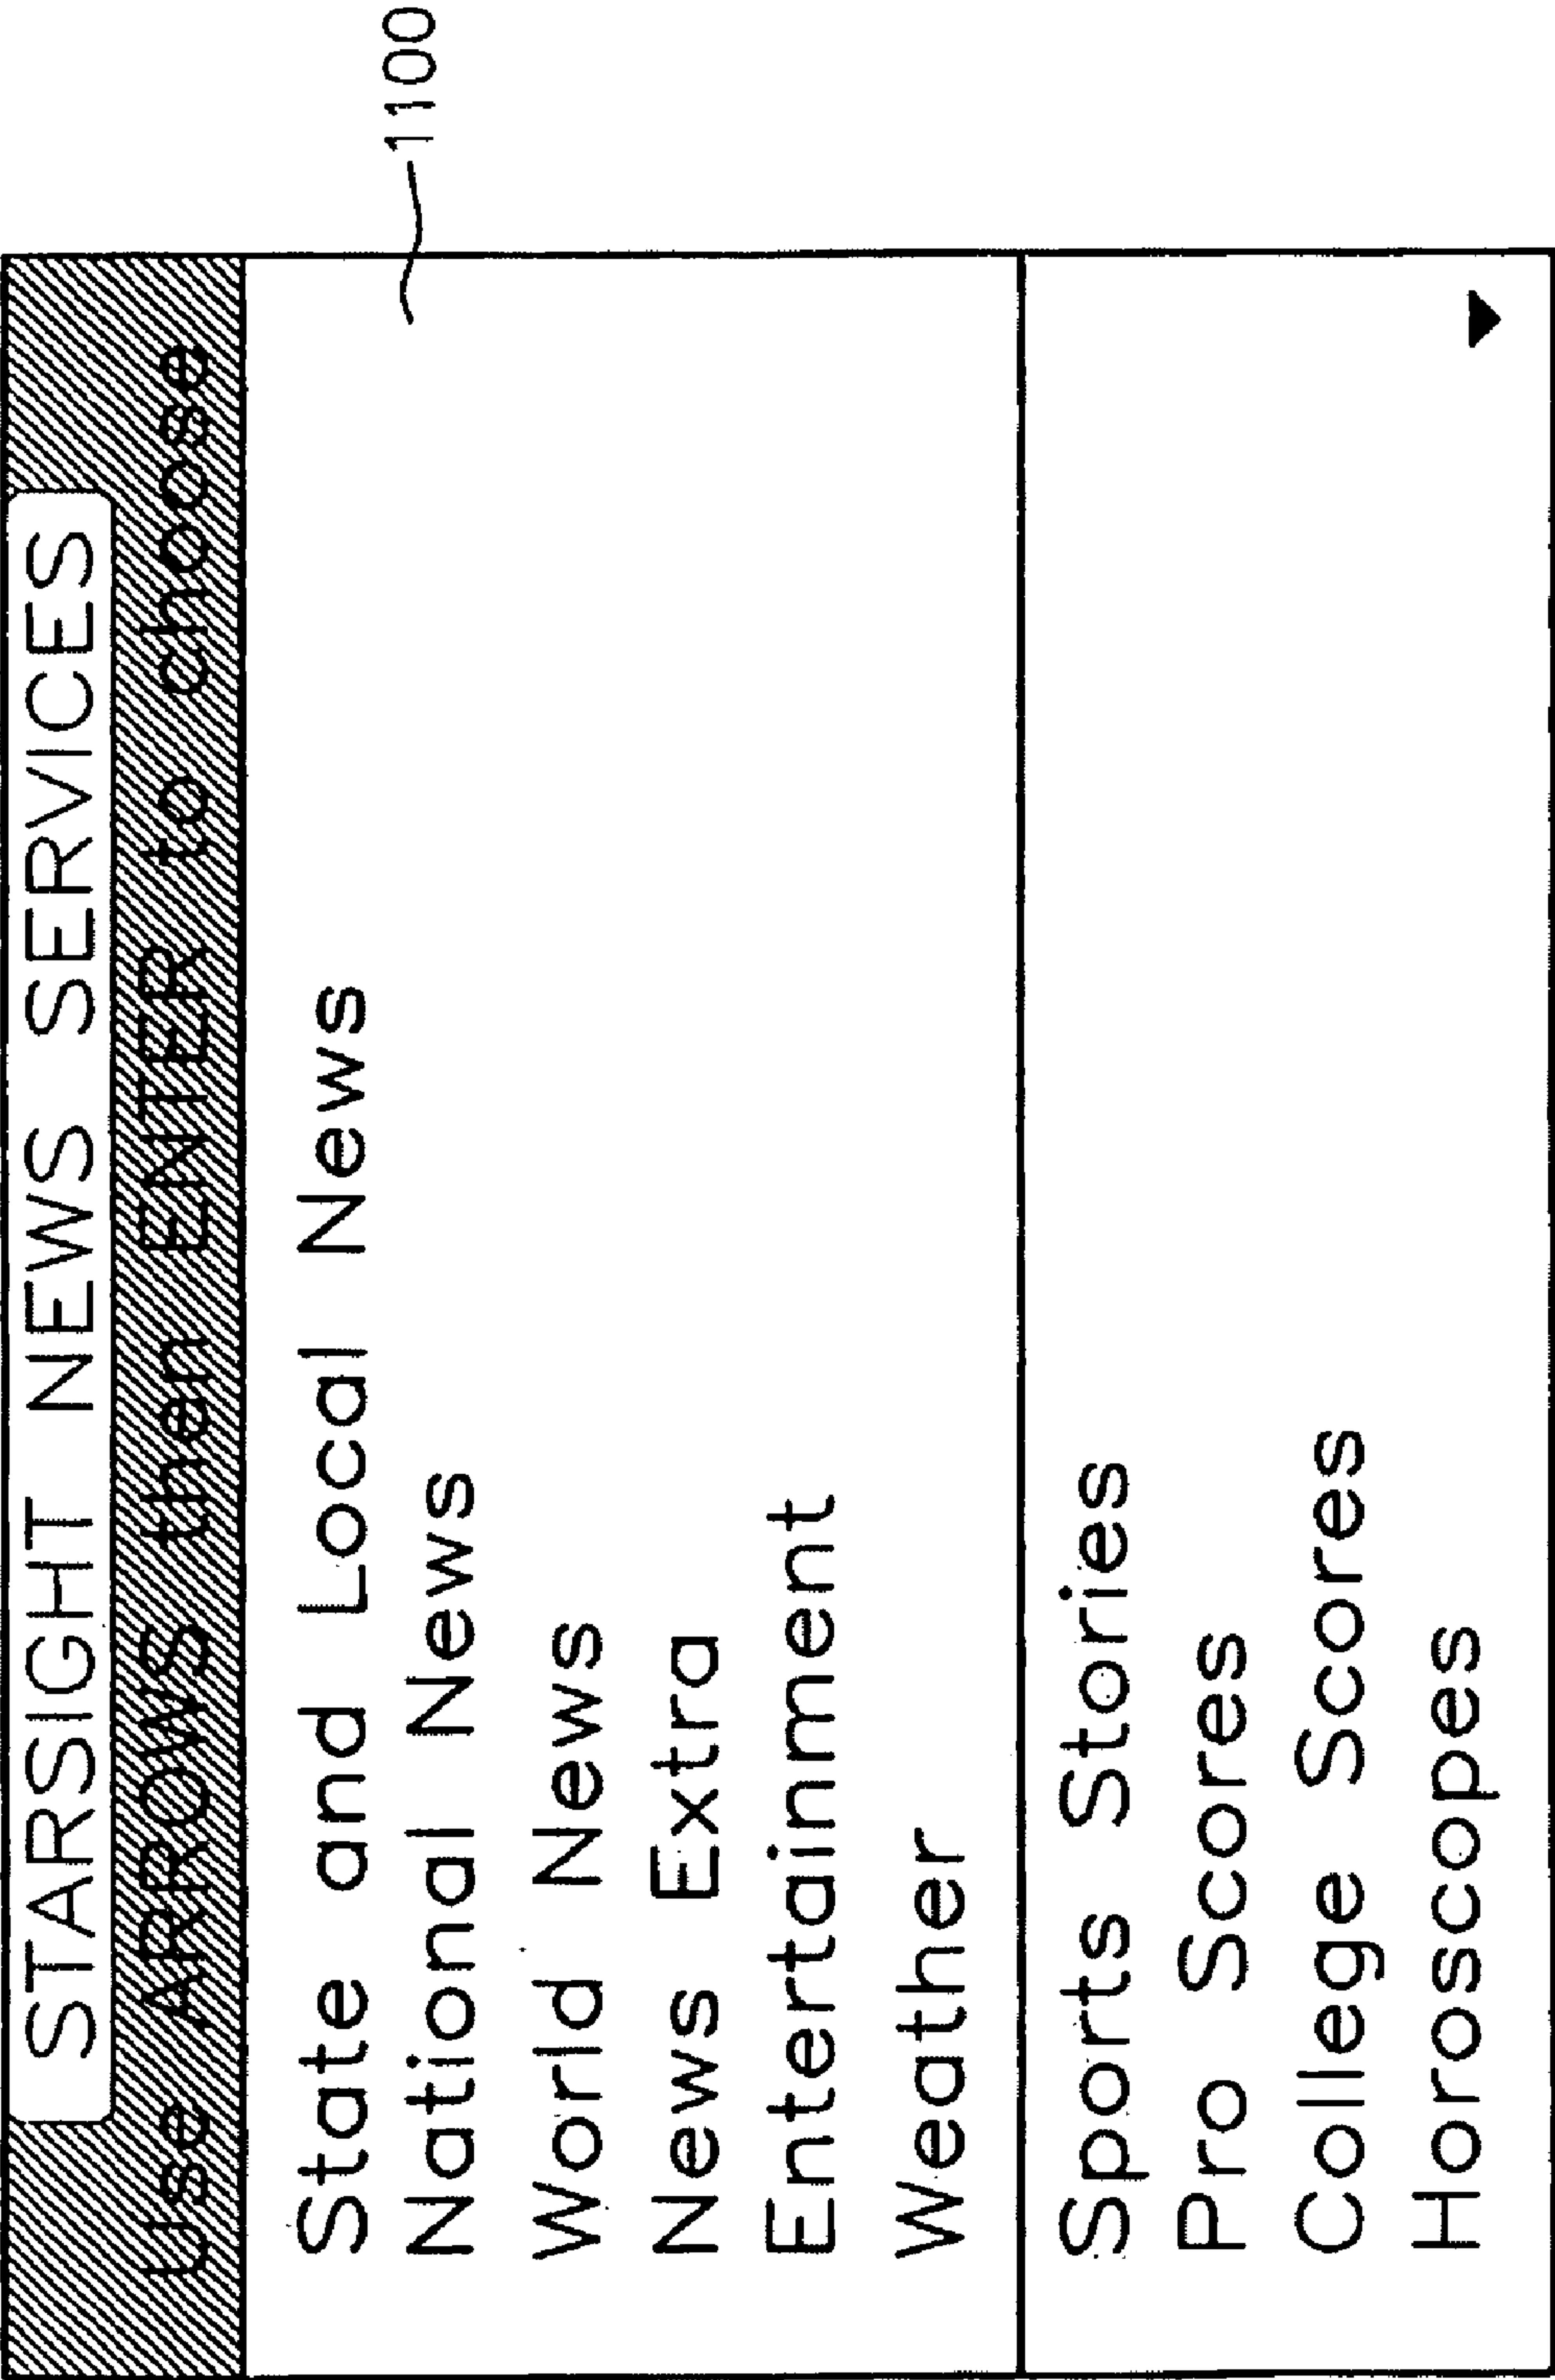 STARSIGHT NEWS SERVICES
Use ARROWS then ENTER to choose
State and Local News
National News
World News
News Extra
Entertainment
Weather
Sports Stories
Pro Scores
College Scores
Horoscopes
1100